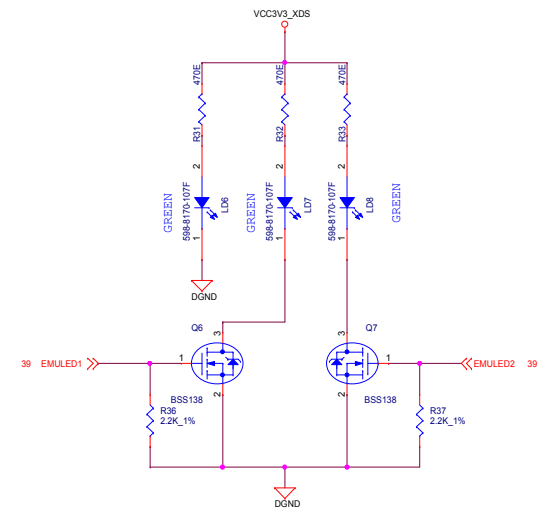 VCC3V3_XDS
470E
470E
470E
R31
R32
R33
2
2
2
GREEN
598-8170-107F
LD6
GREEN
598-8170-107F
LD7
598-8170-107F
LD8
GREEN
1
1
1
DGND
Q6
3
3
Q7
39 EMULED1
1
1
EMULED2 39
2
BSS138
2
BSS138
R36
2.2K_1%
R37
2.2K_1%
DGND